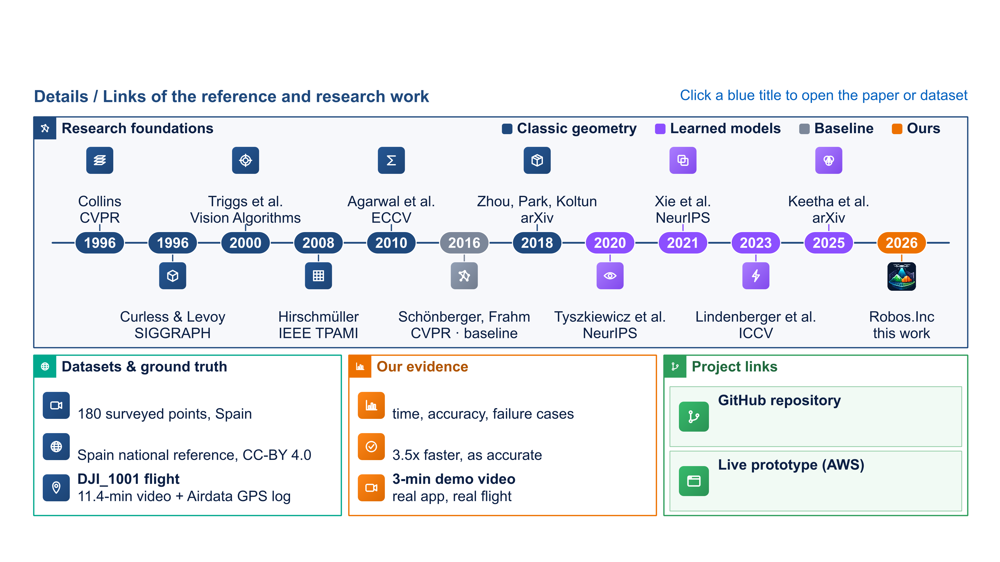 Details / Links of the reference and research work
Click a blue title to open the paper or dataset
Research foundations
Classic geometry
Learned models
Baseline
Ours
Collins
CVPR
Triggs et al.
Vision Algorithms
Agarwal et al.
ECCV
Zhou, Park, Koltun
arXiv
Xie et al.
NeurIPS
Keetha et al.
arXiv
1996
1996
2000
2008
2010
2016
2018
2020
2021
2023
2025
2026
Curless & Levoy
SIGGRAPH
Hirschmüller
IEEE TPAMI
Schönberger, Frahm
CVPR · baseline
Tyszkiewicz et al.
NeurIPS
Lindenberger et al.
ICCV
Robos.Inc
this work
Datasets & ground truth
180 surveyed points, Spain
Spain national reference, CC-BY 4.0
DJI_1001 flight
11.4-min video + Airdata GPS log
Our evidence
time, accuracy, failure cases
3.5x faster, as accurate
3-min demo video
real app, real flight
Project links
GitHub repository
Live prototype (AWS)